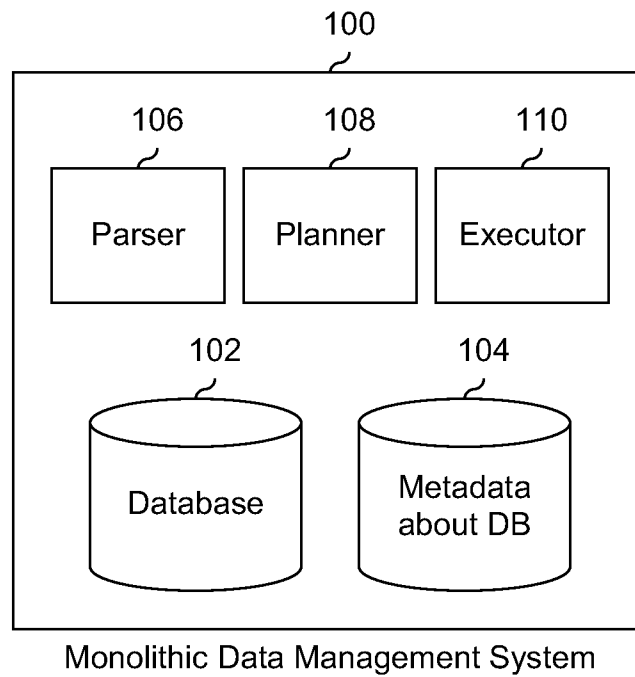 100
106 108 110
Parser Planner Executor
102 104
Database
Metadata
about DB
Monolithic Data Management System